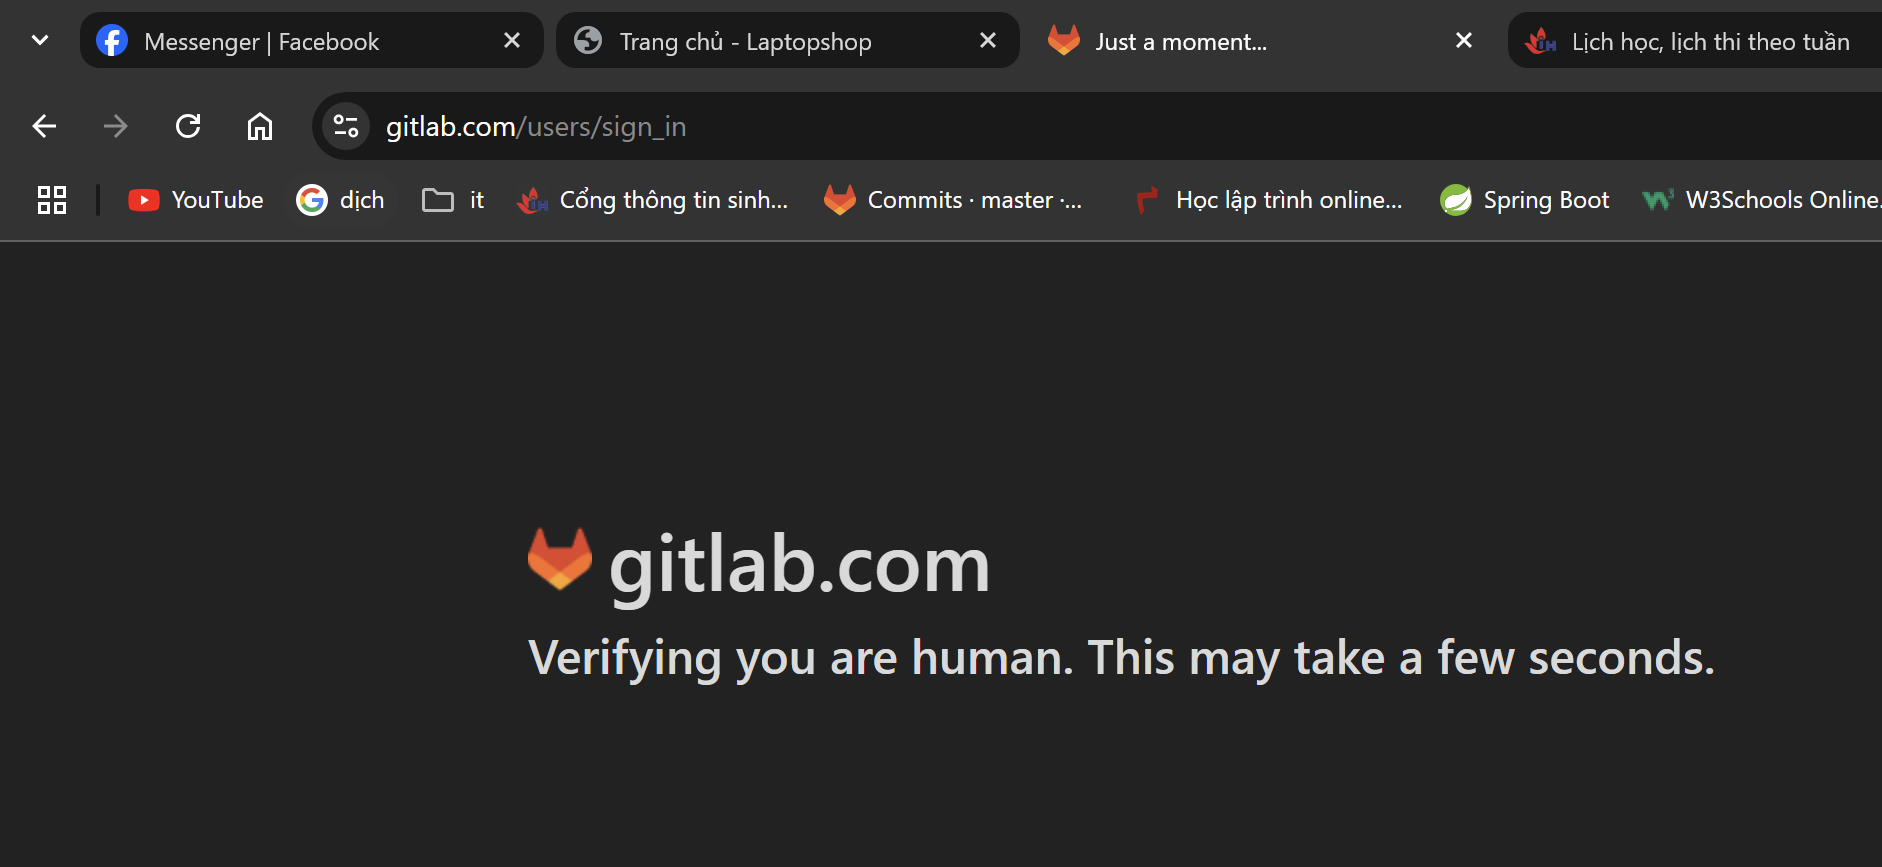 Messenger | Facebook
Trang chủ - Laptopshop
Just a moment...
Lịch học, lịch thi theo tuần
gitlab.com/users/sign_in
YouTube
dịch
it
Cổng thông tin sinh...
Commits · master ·...
Học lập trình online...
Spring Boot
W3Schools Online.
gitlab.com
Verifying you are human. This may take a few seconds.